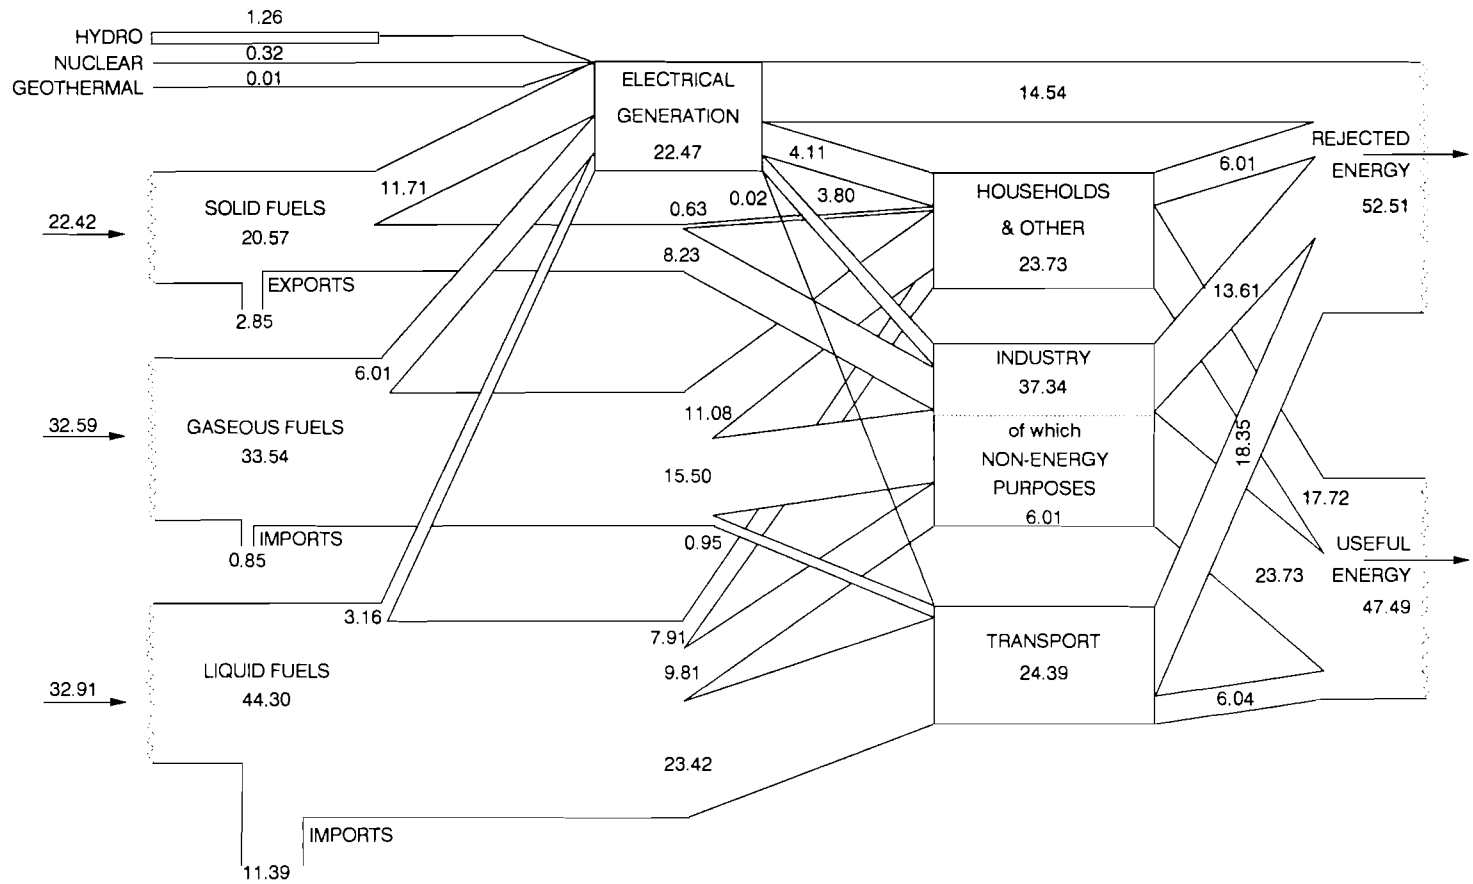 1.26
HYDRO
0.32
NUCLEAR
0.01
GEOTHERMAL
ELECTRICAL
GENERATION
22.47
14.54
REJECTED
ENERGY
52.51
4.11
6.01
3.80
0.02
0.63
HOUSEHOLDS
& OTHER
23.73
11.71
22.42
SOLID FUELS
20.57
8.23
EXPORTS
2.85
13.61
INDUSTRY
37.34
of which
NON-ENERGY
PURPOSES
6.01
6.01
32.59
GASEOUS FUELS
33.54
11.08
15.50
18.35
17.72
IMPORTS
0.85
0.95
USEFUL
ENERGY
47.49
23.73
3.16
7.91
32.91
LIQUID FUELS
44.30
9.81
TRANSPORT
24.39
6.04
23.42
IMPORTS
11.39